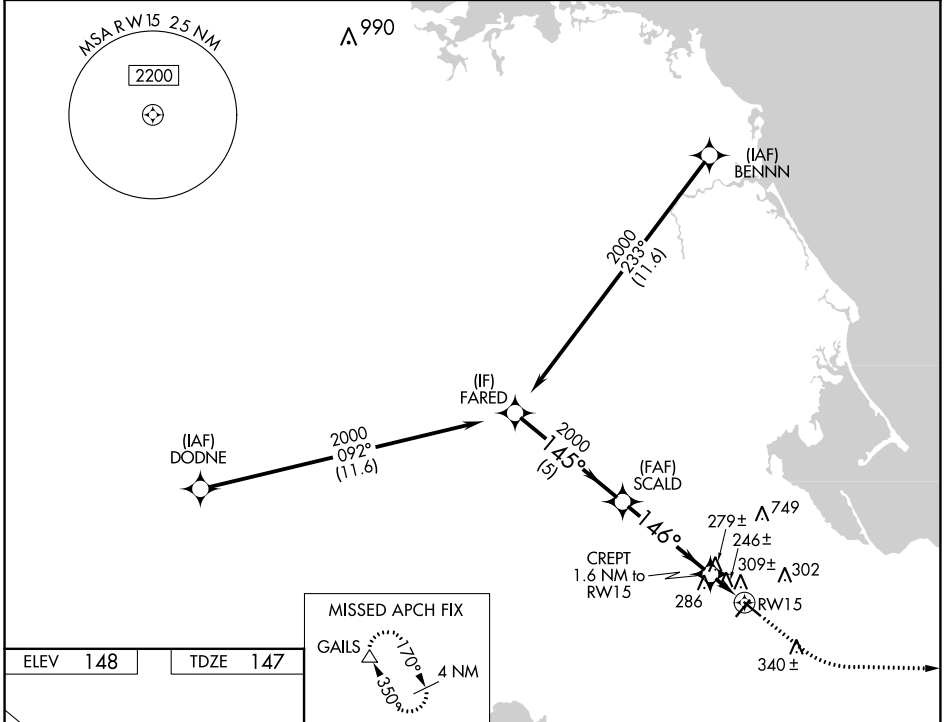 MSA RW 15 25 NM
2200
990
(IAF)
BENNN
2000
233°
(11.6)
(IF)
FARED
(IAF)
DODNE
2000
092°
(11.6)
2000
145°
(5)
(FAF)
SCALD
146°
749
279±
246±
309±
302
CREPT
1.6 NM to
RW15
286
RW15
340±
MISSED APCH FIX
GAILS
170°
4 NM
350°
ELEV 148
TDZE 147